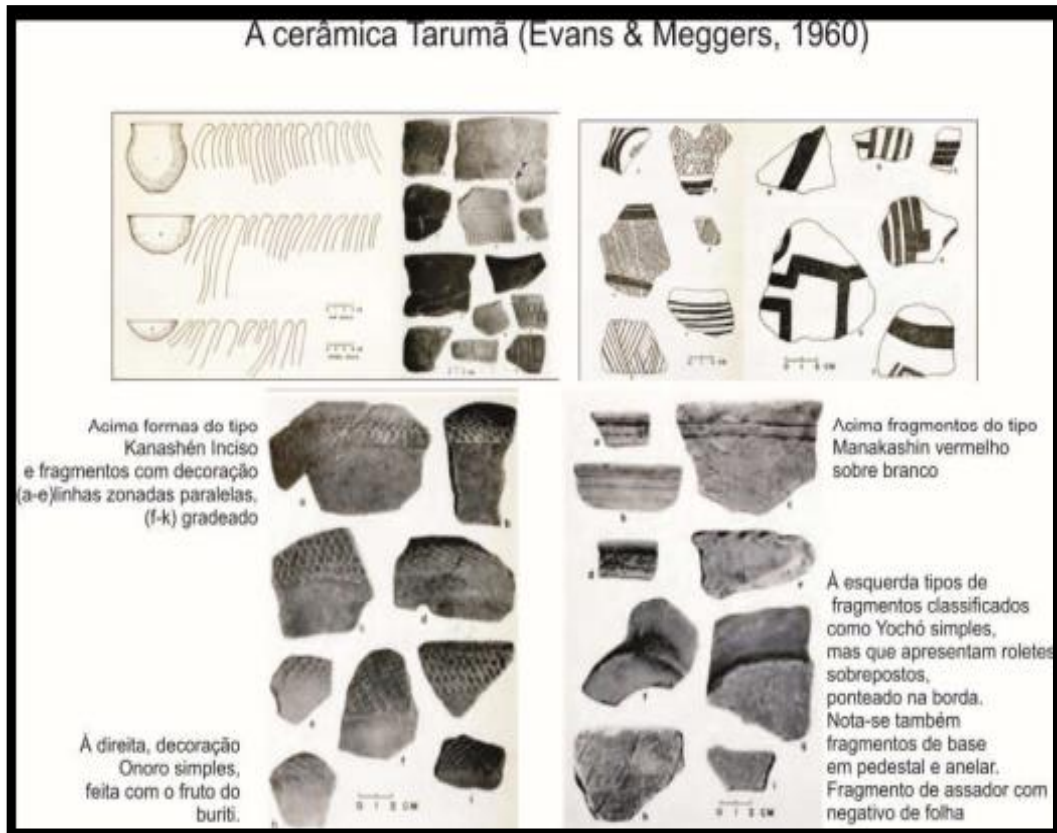 A cerâmica Tarumã (Evans & Meggers, 1960)
Acima formas do tipo
Kanashén Inciso
e fragmentos com decoração
(a-e)linhas zonadas paralelas,
(f-k) gradeado
Acima fragmentos do tipo
Manakashin vermelho
sobre branco
À esquerda tipos de
fragmentos classificados
como Yochó simples,
mas que apresentam roletes
sobrepostos,
ponteado na borda.
Nota-se também
fragmentos de base
em pedestal e anelar.
Fragmento de assador com
negativo de folha
À direita, decoração
Onoro simples,
feita com o fruto do
buriti.